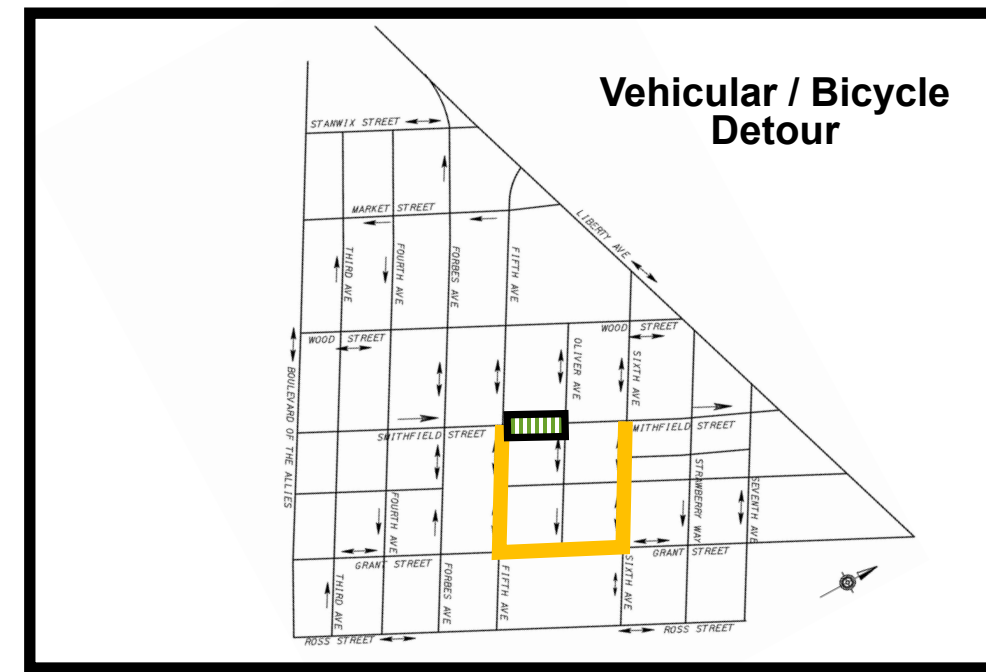 Vehicular / Bicycle
Detour
STANWIX STREET
MARKET STREET
LIBERTY AVE
THIRD AVE
FOURTH AVE
FORBES AVE
FIFTH AVE
WOOD STREET
WOOD STREET
OLIVER AVE
SIXTH AVE
BOULEVARD OF THE ALLIES
SMITHFIELD STREET
MITHFIELD STREET
STRAWBERRY WAY
SEVENTH AVE
FOURTH AVE
GRANT STREET
GRANT STREET
THIRD AVE
FORBES AVE
FIFTH AVE
SIXTH AVE
ROSS STREET
ROSS STREET